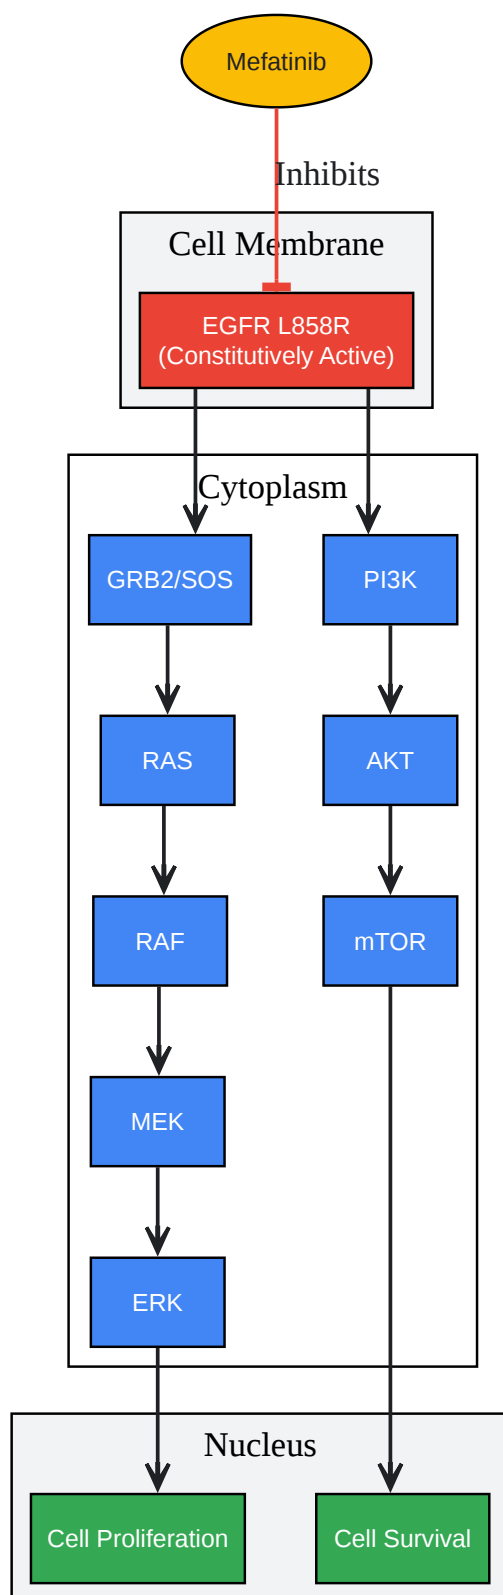 Mefatinib
Inhibits
Cell Membrane
EGFR L858R
(Constitutively Active)
Cytoplasm
GRB2/SOS
PI3K
RAS
AKT
RAF
mTOR
MEK
ERK
Nucleus
Cell Proliferation
Cell Survival